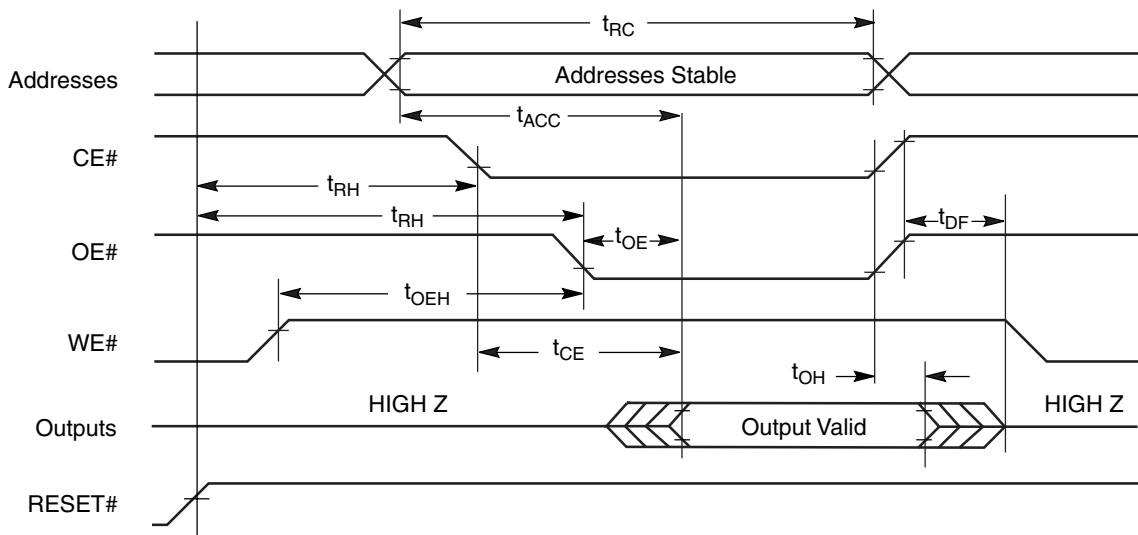 tRC
Addresses
Addresses Stable
tACC
CE#
tRH
tRH
tOE
tDF
OE#
tOEH
WE#
tCE
tOH
HIGH Z
HIGH Z
Outputs
Output Valid
RESET#